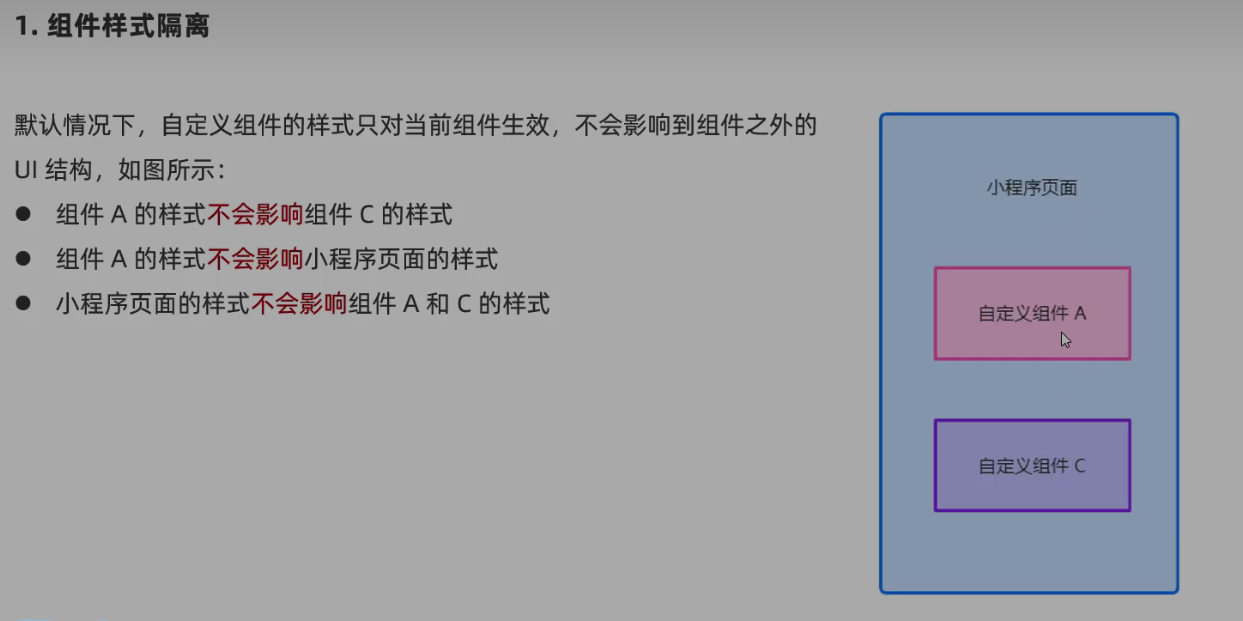 1. 组件样式隔离
默认情况下，自定义组件的样式只对当前组件生效，不会影响到组件之外的
UI 结构，如图所示：
● 组件 A 的样式不会影响组件 C 的样式
● 组件 A 的样式不会影响小程序页面的样式
● 小程序页面的样式不会影响组件 A 和 C 的样式
小程序页面
自定义组件 A
自定义组件 C